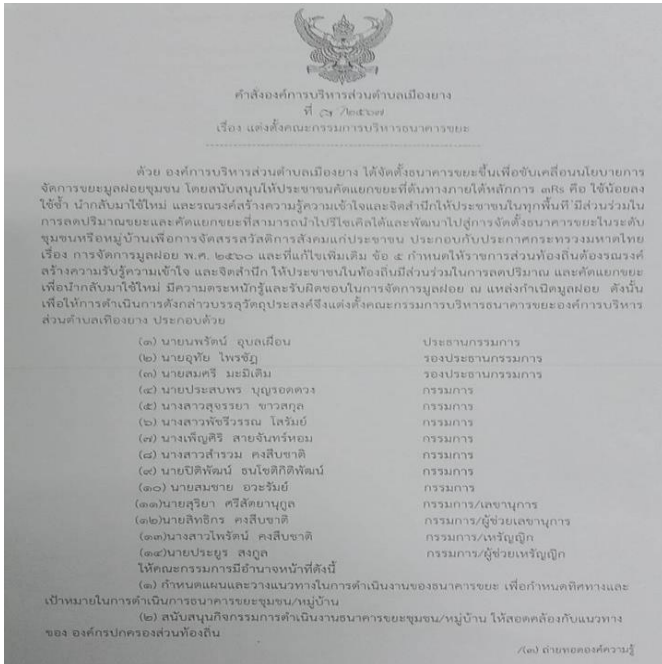 คำสั่งองค์การบริหารส่วนตำบลเมืองยาง
ที่ /๒๕๖๗
เรื่อง แต่งตั้งคณะกรรมการบริหารธนาคารขยะ
ด้วย องค์การบริหารส่วนตำบลเมืองยาง ได้จัดตั้งธนาคารขยะขึ้นเพื่อขับเคลื่อนนโยบายการ
จัดการขยะมูลฝอยชุมชน โดยสนับสนุนให้ประชาชนคัดแยกขยะที่ต้นทางภายใต้หลักการ ๓Rs คือ ใช้น้อยลง
ใช้ซ้ำ นำกลับมาใช้ใหม่ และรณรงค์สร้างความรู้ความเข้าใจและจิตสำนึกให้ประชาชนในทุกพื้นที่ มีส่วนร่วมใน
การลดปริมาณขยะและคัดแยกขยะที่สามารถนำไปรีไซเคิลได้และพัฒนาไปสู่การจัดตั้งธนาคารขยะในระดับ
ชุมชนหรือหมู่บ้านเพื่อการจัดสรรสวัสดิการสังคมแก่ประชาชน ประกอบกับประกาศกระทรวงมหาดไทย
เรื่อง การจัดการมูลฝอย พ.ศ. ๒๕๖๐ และที่แก้ไขเพิ่มเติม ข้อ ๕ กำหนดให้ราชการส่วนท้องถิ่นต้องรณรงค์
สร้างความรับรู้ความเข้าใจ และจิตสำนึก ให้ประชาชนในท้องถิ่นมีส่วนร่วมในการลดปริมาณ และคัดแยกขยะ
เพื่อนำกลับมาใช้ใหม่ มีความตระหนักรู้และรับผิดชอบในการจัดการมูลฝอย ณ แหล่งกำเนิดมูลฝอย ดังนั้น
เพื่อให้การดำเนินการดังกล่าวบรรลุวัตถุประสงค์จึงแต่งตั้งคณะกรรมการบริหารธนาคารขยะองค์การบริหาร
ส่วนตำบลเทืองยาง ประกอบด้วย
(๑) นายนพรัตน์ อุบลเผื่อน ประธานกรรมการ
(๒) นายอุทัย ไพรชัฏ รองประธานกรรมการ
(๓) นายสมศรี มะมิเติม รองประธานกรรมการ
(๔) นายประสบพร บุญรอดดวง กรรมการ
(๕) นางสาวสุจรรยา ขาวสกุล กรรมการ
(๖) นางสาวพัชรีวรรณ โสรัมย์ กรรมการ
(๗) นางเพ็ญศิริ สายจันทร์หอม กรรมการ
(๘) นางสาวสำรวม คงสืบชาติ กรรมการ
(๙) นายปิติพัฒน์ ธนโชติกิติพัฒน์ กรรมการ
(๑๐) นายสมชาย อวะรัมย์ กรรมการ
(๑๑)นายสุริยา ศรีสัตยานุกูล กรรมการ/เลขานุการ
(๑๒)นายสิทธิกร คงสืบชาติ กรรมการ/ผู้ช่วยเลขานุการ
(๑๓)นางสาวไพรัตน์ คงสืบชาติ กรรมการ/เหรัญญิก
(๑๔)นายประยูร สงกูล กรรมการ/ผู้ช่วยเหรัญญิก
ให้คณะกรรมการมีอำนาจหน้าที่ดังนี้
(๑) กำหนดแผนและวางแนวทางในการดำเนินงานของธนาคารขยะ เพื่อกำหนดทิศทางและ
เป้าหมายในการดำเนินการธนาคารขยะชุมชน/หมู่บ้าน
(๒) สนับสนุนกิจกรรมการดำเนินงานธนาคารขยะชุมชน/หมู่บ้าน ให้สอดคล้องกับแนวทาง
ของ องค์กรปกครองส่วนท้องถิ่น
/(๓) ถ่ายทอดองค์ความรู้